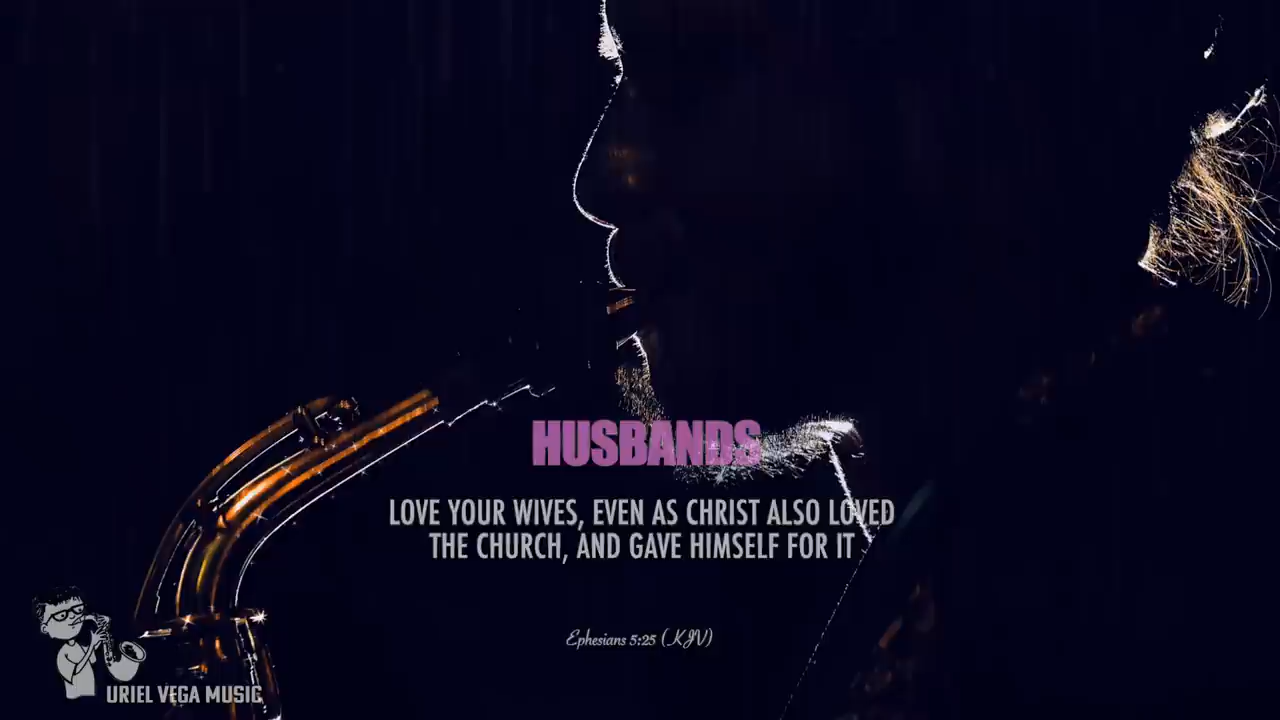 HUSBANDS
LOVE YOUR WIVES, EVEN AS CHRIST ALSO LOVED
THE CHURCH, AND GAVE HIMSELF FOR IT
Ephesians 5:25 (KJV)
URIEL VEGA MUSIC